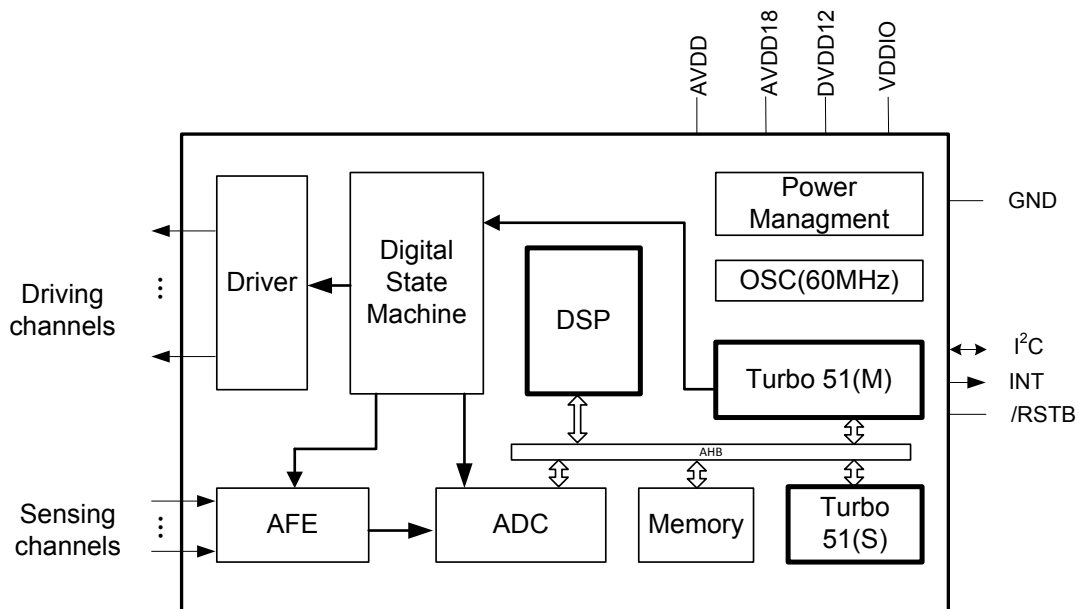 AVDD
AVDD18
DVDD12
VDDIO
Power
Managment
GND
Digital
State
Machine
Driver
OSC(60MHz)
Driving
channels
DSP
I²C
Turbo 51(M)
INT
/RSTB
AHB
Sensing
channels
AFE
ADC
Memory
Turbo
51(S)